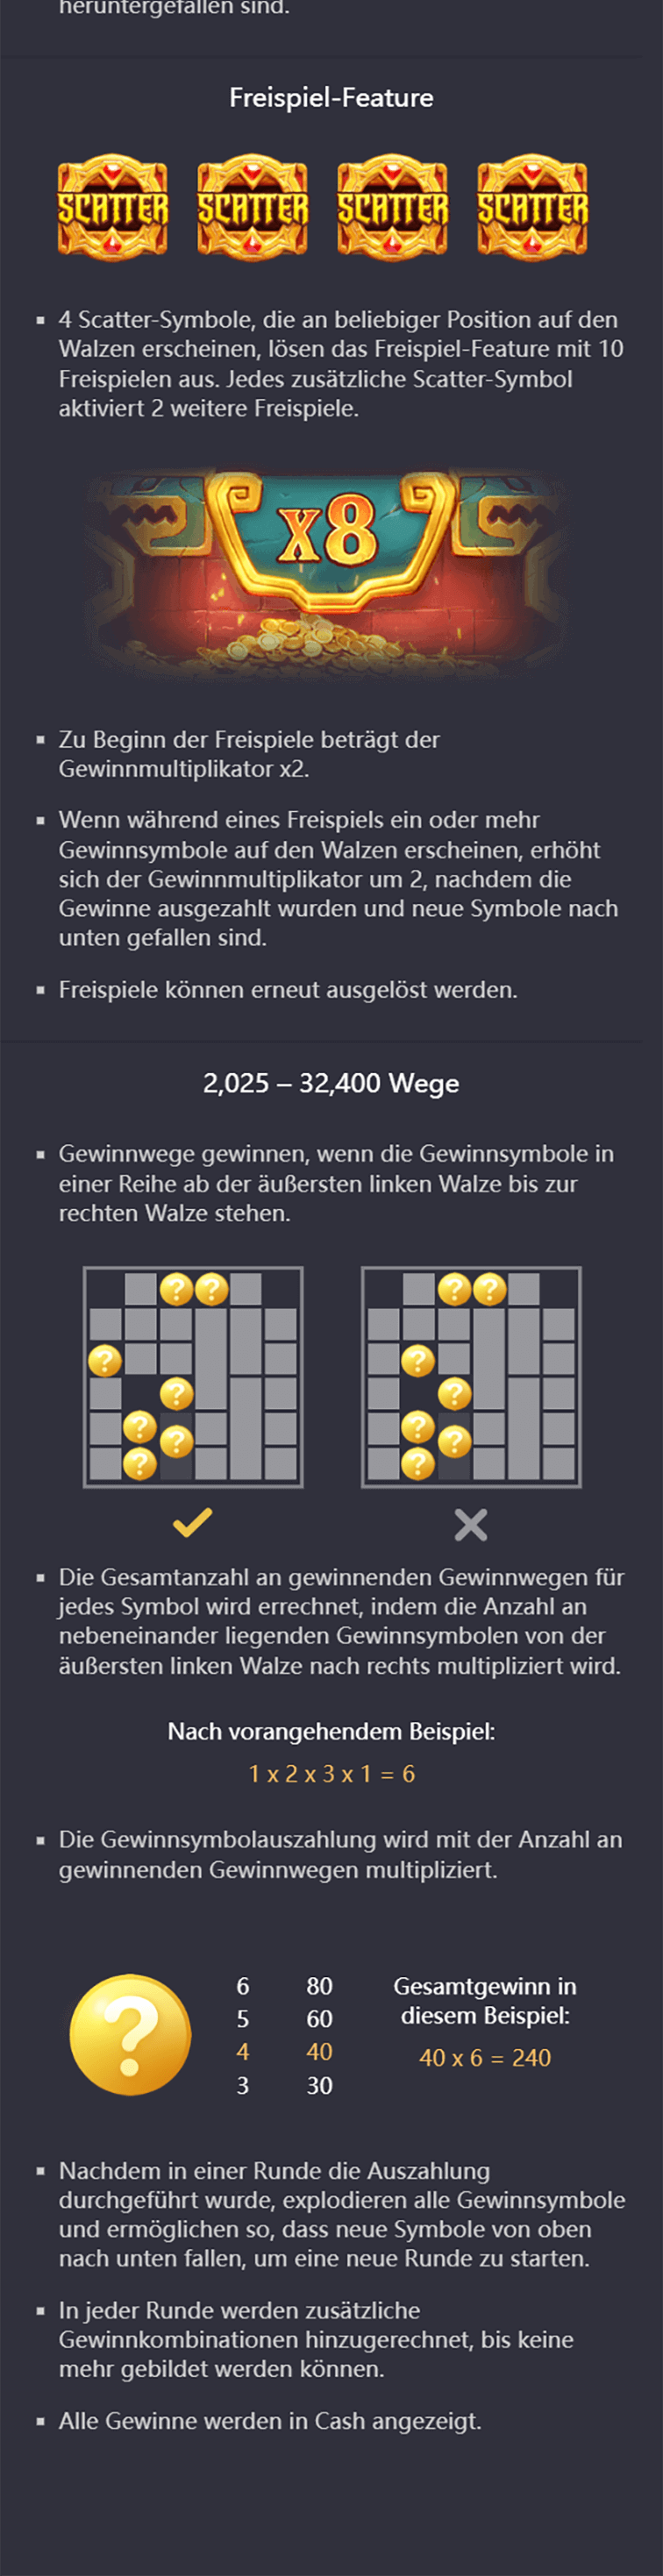 heruntergefallen sind.
Freispiel-Feature
SCATTER SCATTER SCATTER SCATTER
▪ 4 Scatter-Symbole, die an beliebiger Position auf den
Walzen erscheinen, lösen das Freispiel-Feature mit 10
Freispielen aus. Jedes zusätzliche Scatter-Symbol
aktiviert 2 weitere Freispiele.
x8
▪ Zu Beginn der Freispiele beträgt der
Gewinnmultiplikator x2.
▪ Wenn während eines Freispiels ein oder mehr
Gewinnsymbole auf den Walzen erscheinen, erhöht
sich der Gewinnmultiplikator um 2, nachdem die
Gewinne ausgezahlt wurden und neue Symbole nach
unten gefallen sind.
▪ Freispiele können erneut ausgelöst werden.
2,025 – 32,400 Wege
▪ Gewinnwege gewinnen, wenn die Gewinnsymbole in
einer Reihe ab der äußersten linken Walze bis zur
rechten Walze stehen.
? ? ? ?
? ?
? ?
? ?
? ?
? ?
▪ Die Gesamtanzahl an gewinnenden Gewinnwegen für
jedes Symbol wird errechnet, indem die Anzahl an
nebeneinander liegenden Gewinnsymbolen von der
äußersten linken Walze nach rechts multipliziert wird.
Nach vorangehendem Beispiel:
1 x 2 x 3 x 1 = 6
▪ Die Gewinnsymbolauszahlung wird mit der Anzahl an
gewinnenden Gewinnwegen multipliziert.
?
6 80
5 60
4 40
3 30
Gesamtgewinn in
diesem Beispiel:
40 x 6 = 240
▪ Nachdem in einer Runde die Auszahlung
durchgeführt wurde, explodieren alle Gewinnsymbole
und ermöglichen so, dass neue Symbole von oben
nach unten fallen, um eine neue Runde zu starten.
▪ In jeder Runde werden zusätzliche
Gewinnkombinationen hinzugerechnet, bis keine
mehr gebildet werden können.
▪ Alle Gewinne werden in Cash angezeigt.